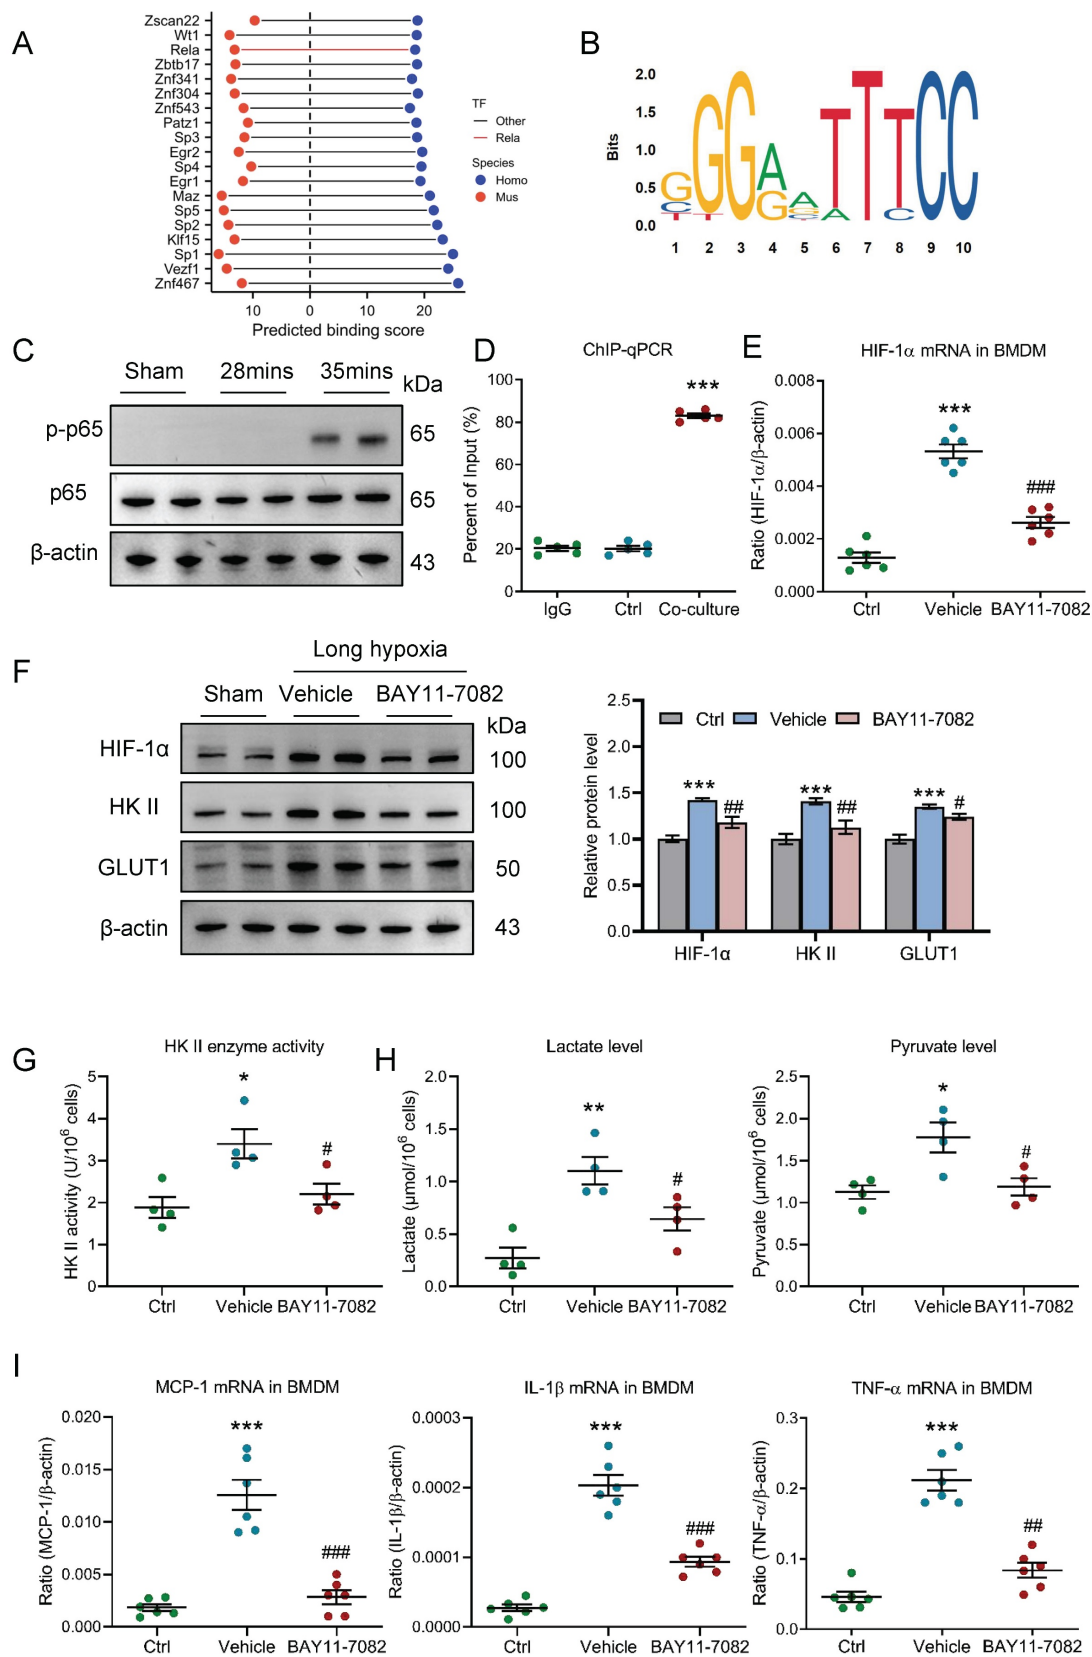 A
Zscan22
Wt1
Rela
Zbtb17
Znf341
Znf304
Znf543
Patz1
Sp3
Egr2
Sp4
Egr1
Maz
Sp5
Sp2
Klf15
Sp1
Vezf1
Znf467
10 0 10 20
Predicted binding score
TF
Other
Rela
Species
Homo
Mus
B
Bits
2.0
1.5
1.0
0.5
0.0
1 2 3 4 5 6 7 8 9 10
C
Sham 28mins 35mins
kDa
p-p65 65
p65 65
β-actin 43
D
ChIP-qPCR
Percent of Input (%)
100
80
60
40
20
0
***
IgG Ctrl Co-culture
E
HIF-1α mRNA in BMDM
Ratio (HIF-1α/β-actin)
0.008
0.006
0.004
0.002
0.000
***
###
Ctrl Vehicle BAY11-7082
F
Long hypoxia
Sham Vehicle BAY11-7082
kDa
HIF-1α 100
HK II 100
GLUT1 50
β-actin 43
Relative protein level
2.5
2.0
1.5
1.0
0.5
0.0
Ctrl Vehicle BAY11-7082
*** ## *** ## *** #
HIF-1α HK II GLUT1
G
HK II enzyme activity
HK II activity (U/10⁶ cells)
5
4
3
2
1
0
*
#
Ctrl Vehicle BAY11-7082
H
Lactate level
Lactate (μmol/10⁶ cells)
2.0
1.5
1.0
0.5
0.0
**
#
Ctrl Vehicle BAY11-7082
Pyruvate level
Pyruvate (μmol/10⁶ cells)
2.5
2.0
1.5
1.0
0.5
0.0
*
#
Ctrl Vehicle BAY11-7082
I
MCP-1 mRNA in BMDM
Ratio (MCP-1/β-actin)
0.020
0.015
0.010
0.005
0.000
***
###
Ctrl Vehicle BAY11-7082
IL-1β mRNA in BMDM
Ratio (IL-1β/β-actin)
0.0003
0.0002
0.0001
0.0000
***
###
Ctrl Vehicle BAY11-7082
TNF-α mRNA in BMDM
Ratio (TNF-α/β-actin)
0.3
0.2
0.1
0.0
***
##
Ctrl Vehicle BAY11-7082